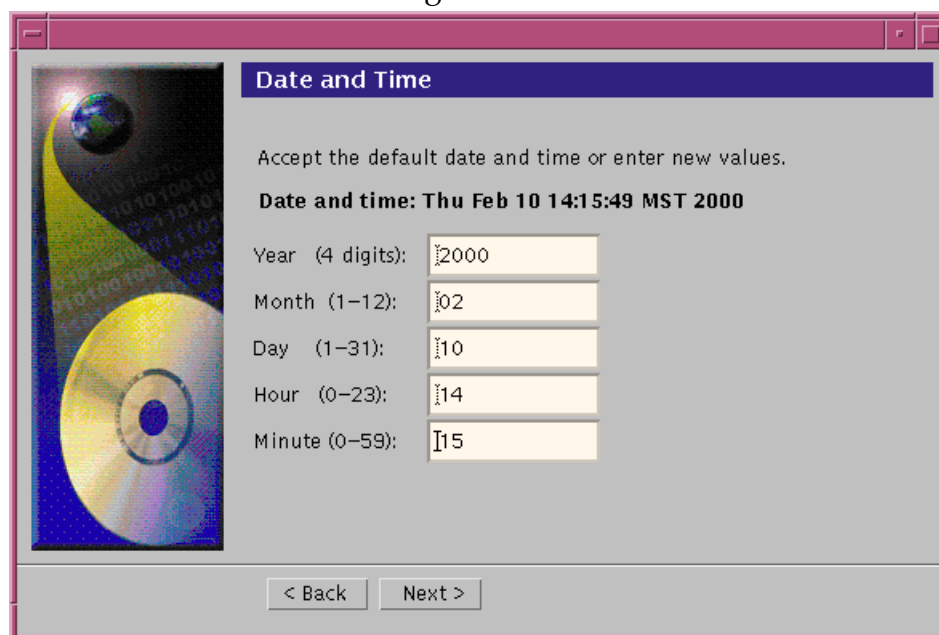 Date and Time
Accept the default date and time or enter new values.
Date and time: Thu Feb 10 14:15:49 MST 2000
Year (4 digits): 2000
Month (1-12): 02
Day (1-31): 10
Hour (0-23): 14
Minute (0-59): 15
< Back Next >